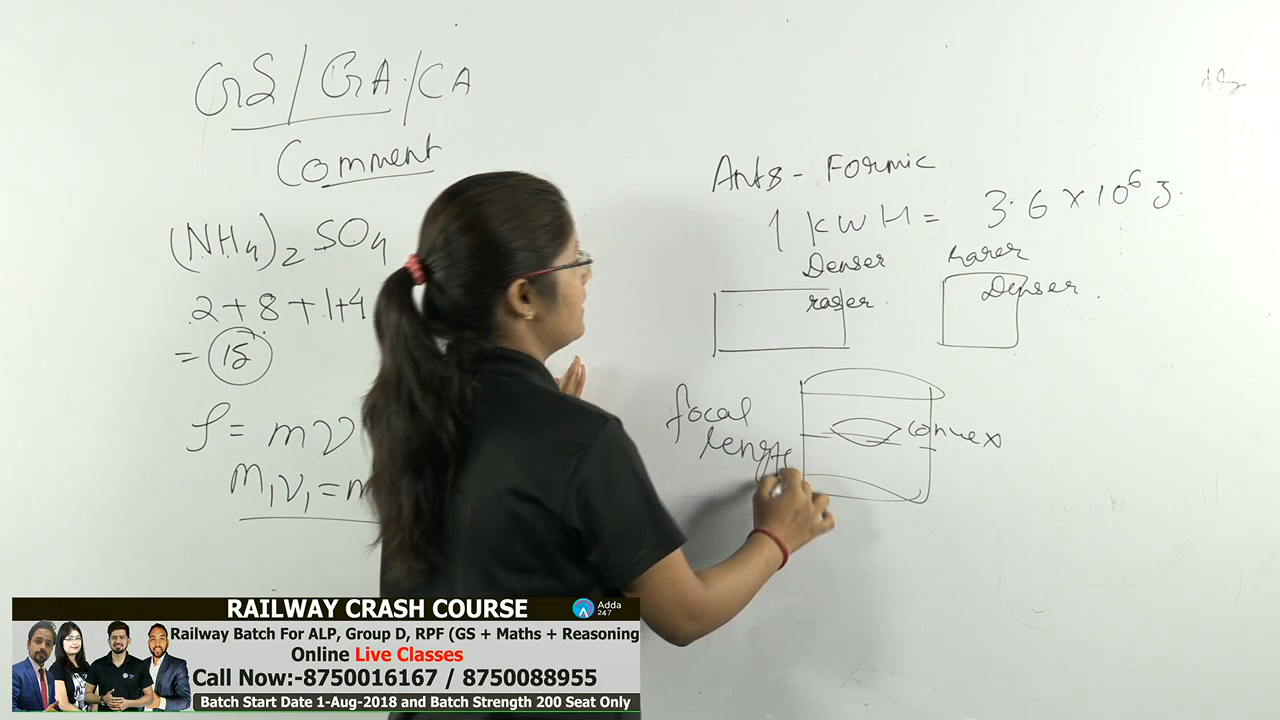 GS / GA / CA
Comment
(NH4)2 SO4
2 + 8 + 1 + 4
= 15
f = mv
m1v1 = m
Ants - Formic
1 KWH = 3.6 x 10^6 J.
Denser
rarer
Rarer
Denser
focal
length
convex
RAILWAY CRASH COURSE
Adda 247
Railway Batch For ALP, Group D, RPF (GS + Maths + Reasoning
Online Live Classes
Call Now:-8750016167 / 8750088955
Batch Start Date 1-Aug-2018 and Batch Strength 200 Seat Only